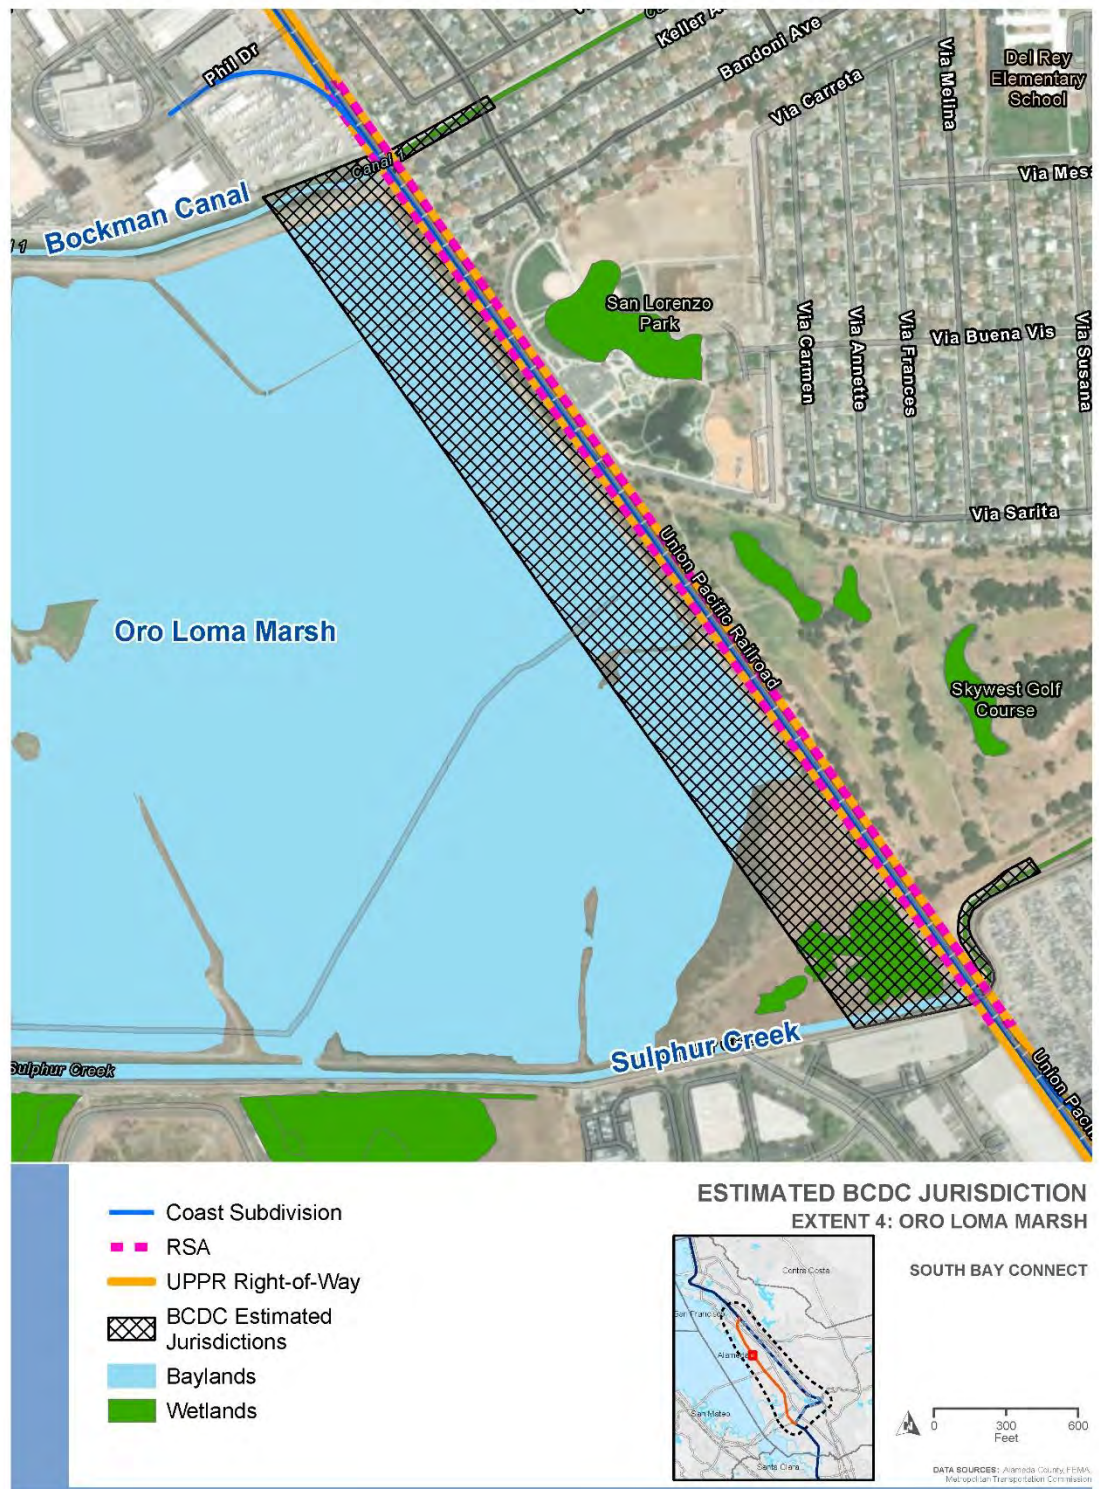 Keller A
Phil Dr
Bandoni Ave
Via Carreta
Via Melina
Del Rey
Elementary
School
Canal 1
Via Mesa
Bockman Canal
San Lorenzo
Park
Via Carmen
Via Annette
Via Frances
Via Buena Vis
Via Susana
Via Sarita
Union Pacific Railroad
Oro Loma Marsh
Skywest Golf
Course
Sulphur Creek
Sulphur Creek
Union Pacif
Coast Subdivision
RSA
UPPR Right-of-Way
BCDC Estimated
Jurisdictions
Baylands
Wetlands
ESTIMATED BCDC JURISDICTION
EXTENT 4: ORO LOMA MARSH
SOUTH BAY CONNECT
Contra Costa
San Francisco
Alameda
San Mateo
Santa Clara
0 300 600
Feet
DATA SOURCES: Alameda County, FEMA,
Metropolitan Transportation Commission